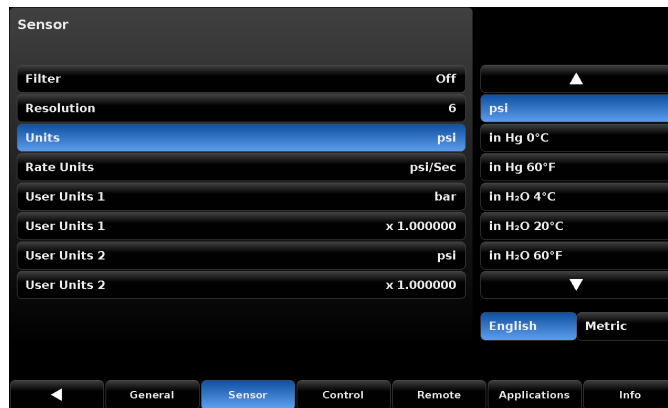 Sensor
Filter Off
Resolution 6
Units psi
Rate Units psi/Sec
User Units 1 bar
User Units 1 x 1.000000
User Units 2 psi
User Units 2 x 1.000000
psi
in Hg 0°C
in Hg 60°F
in H₂O 4°C
in H₂O 20°C
in H₂O 60°F
English Metric
General Sensor Control Remote Applications Info